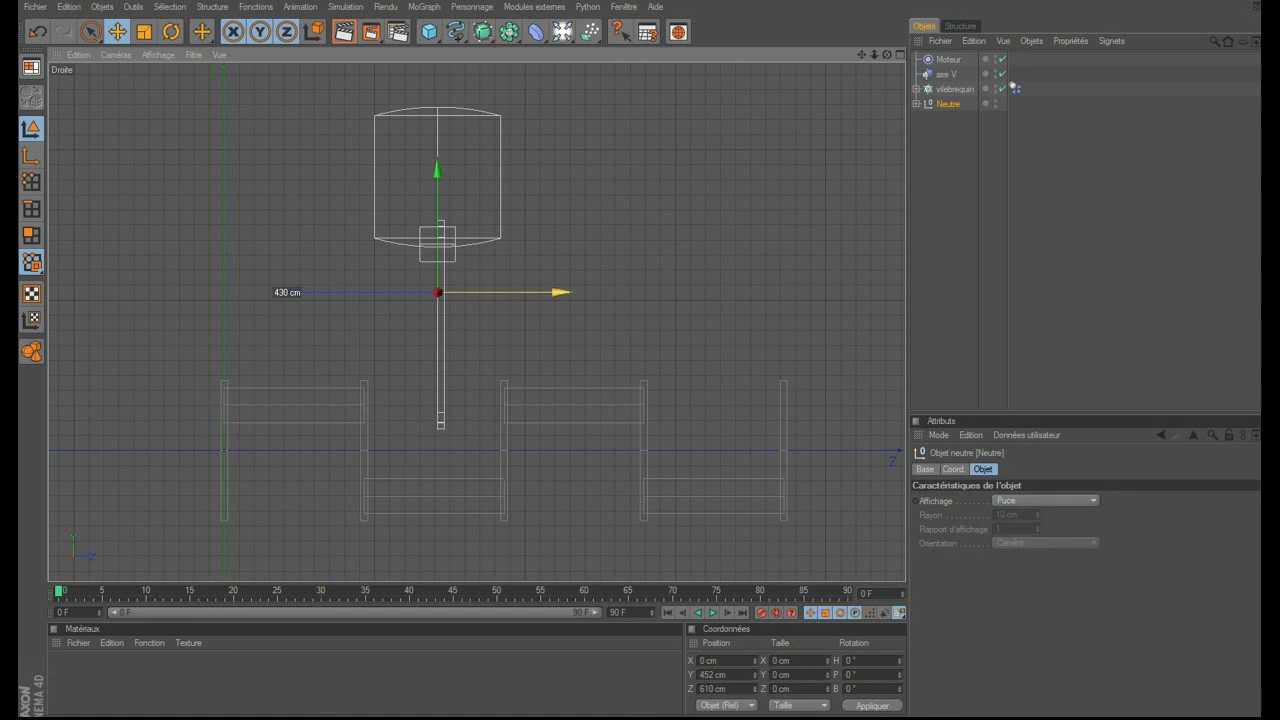 Fichier Edition Objets Outils Sélection Structure Fonctions Animation Simulation Rendu MoGraph Personnage Modules externes Python Fenêtre Aide
Objets Structure
Fichier Edition Vue Objets Propriétés Signets
Edition Caméras Affichage Filtre Vue
Droite
Moteur
axe V
vilebrequin
Neutre
430 cm
Z
Y
Z
Attributs
Mode Edition Données utilisateur
Objet neutre [Neutre]
Base Coord. Objet
Caractéristiques de l'objet
Affichage Puce
Rayon 10 cm
Rapport d'affichage 1
Orientation Caméra
0 5 10 15 20 25 30 35 40 45 50 55 60 65 70 75 80 85 90 0 F
0 F 0 F 90 F 90 F
Matériaux
Fichier Edition Fonction Texture
Coordonnées
Position Taille Rotation
X 0 cm X 0 cm H 0 °
Y 452 cm Y 0 cm P 0 °
Z 610 cm Z 0 cm B 0 °
Objet (Rel) Taille Appliquer
CINEMA 4D